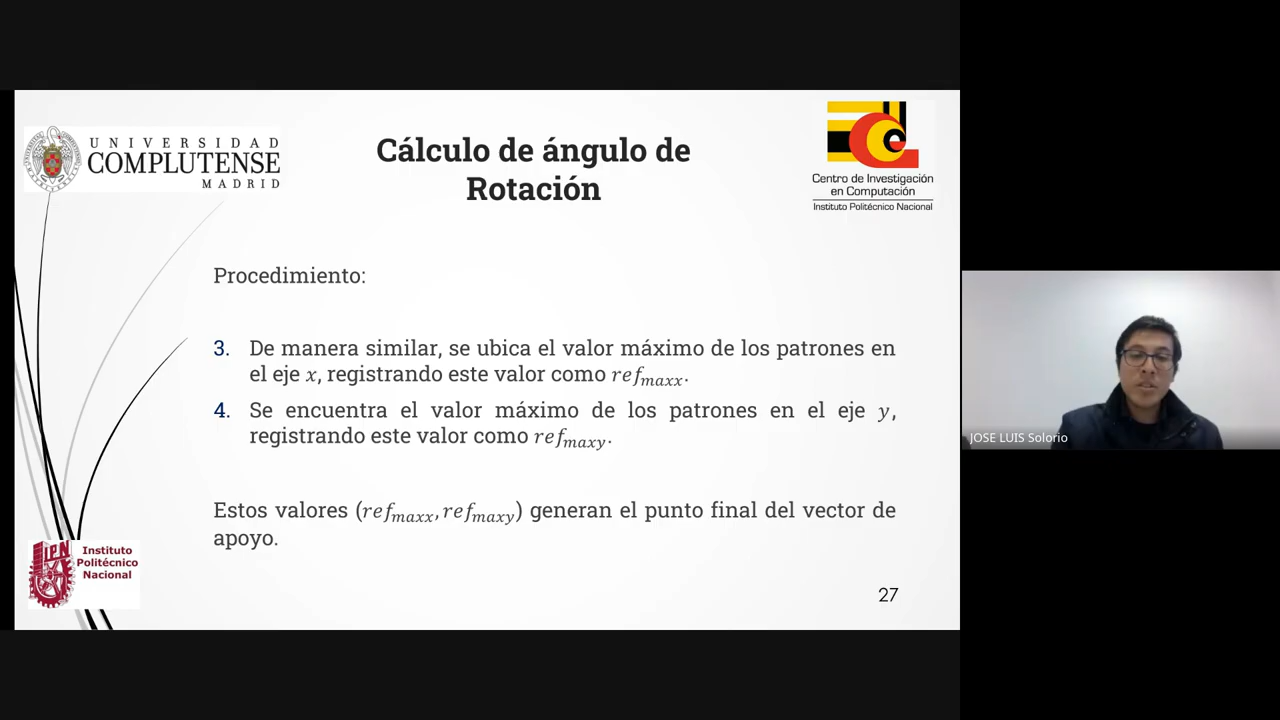 UNIVERSIDAD
COMPLUTENSE
MADRID
Cálculo de ángulo de
Rotación
Centro de Investigación
en Computación
Instituto Politécnico Nacional
Procedimiento:
3. De manera similar, se ubica el valor máximo de los patrones en
el eje x, registrando este valor como ref_maxx.
4. Se encuentra el valor máximo de los patrones en el eje y,
registrando este valor como ref_maxy.
Estos valores (ref_maxx, ref_maxy) generan el punto final del vector de
apoyo.
I.P.N.
Instituto
Politécnico
Nacional
27
JOSE LUIS Solorio